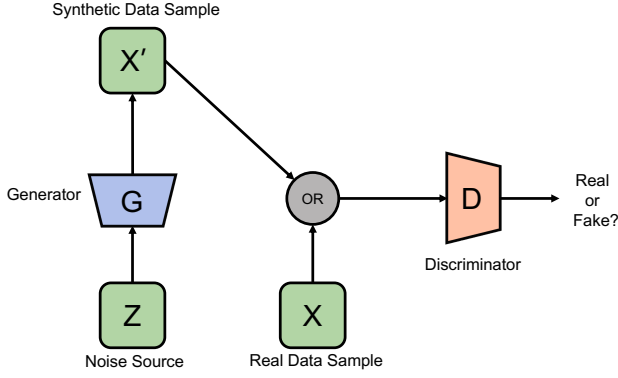 Synthetic Data Sample
X′
Generator
G
OR
D
Real
or
Fake?
Discriminator
Z
X
Noise Source
Real Data Sample